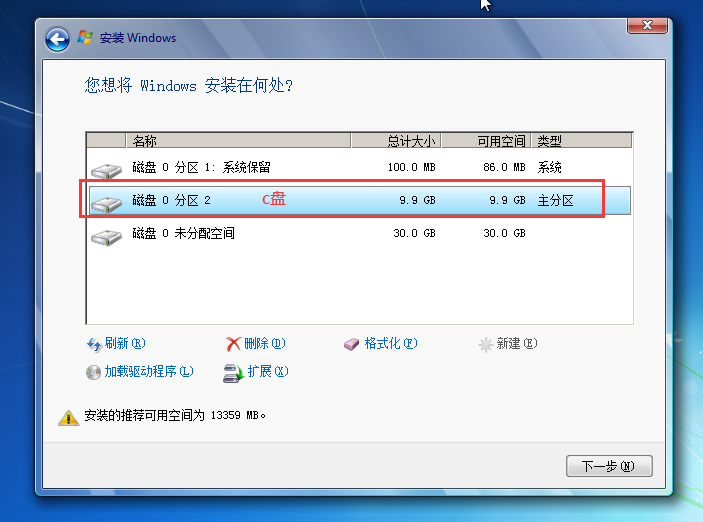 安装 Windows
您想将 Windows 安装在何处?
名称 总计大小 可用空间 类型
磁盘 0 分区 1: 系统保留 100.0 MB 86.0 MB 系统
磁盘 0 分区 2 C盘 9.9 GB 9.9 GB 主分区
磁盘 0 未分配空间 30.0 GB 30.0 GB
刷新(R) 删除(D) 格式化(F) 新建(E)
加载驱动程序(L) 扩展(X)
安装的推荐可用空间为 13359 MB。
下一步(N)